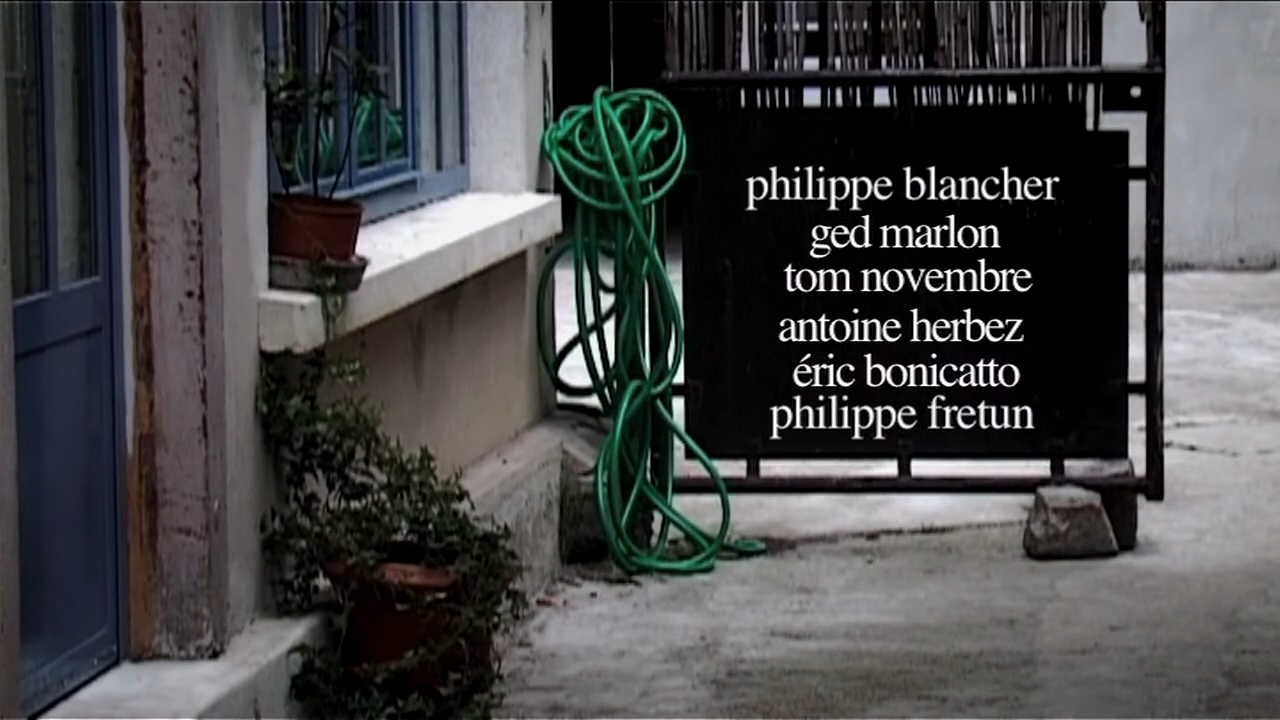 philippe blancher
ged marlon
tom novembre
antoine herbez
éric bonicatto
philippe fretun